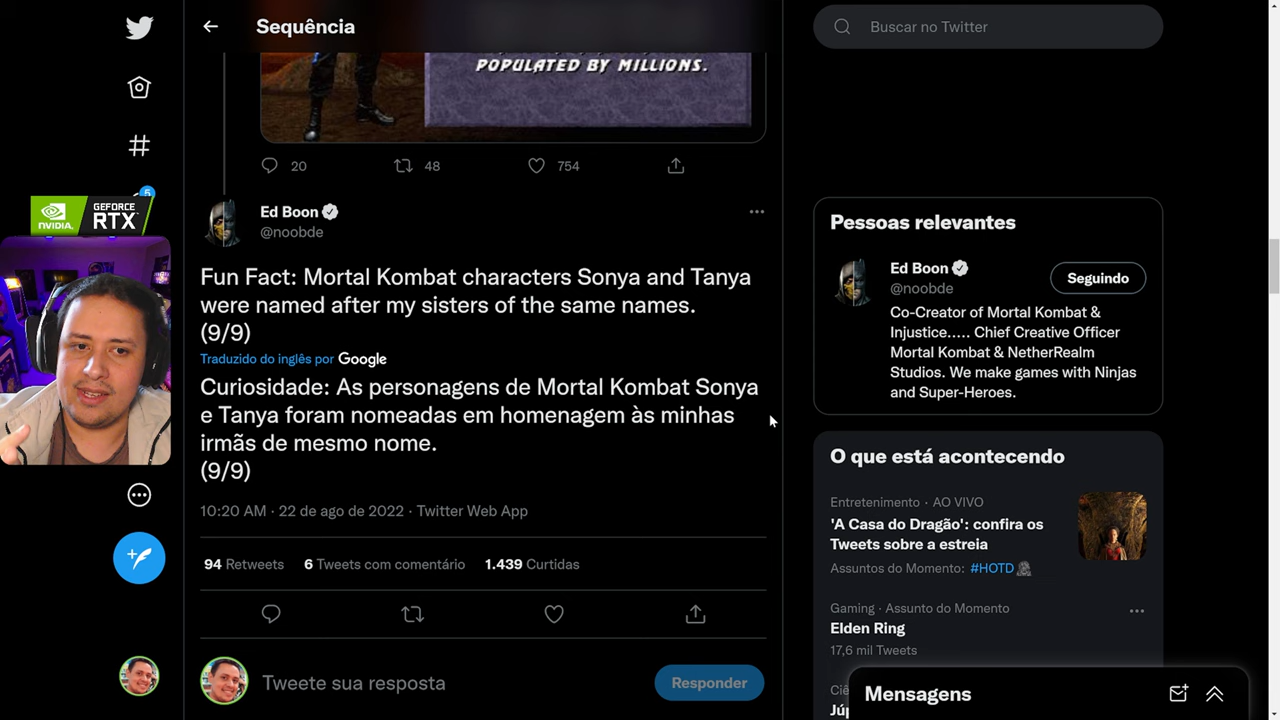 Sequência
POPULATED BY MILLIONS.
20
48
754
5
NVIDIA.
GEFORCE
RTX
Ed Boon
@noobde
Fun Fact: Mortal Kombat characters Sonya and Tanya
were named after my sisters of the same names.
(9/9)
Traduzido do inglês por Google
Curiosidade: As personagens de Mortal Kombat Sonya
e Tanya foram nomeadas em homenagem às minhas
irmãs de mesmo nome.
(9/9)
10:20 AM · 22 de ago de 2022 · Twitter Web App
94 Retweets 6 Tweets com comentário 1.439 Curtidas
Tweete sua resposta
Responder
Buscar no Twitter
Pessoas relevantes
Ed Boon
@noobde
Seguindo
Co-Creator of Mortal Kombat &
Injustice..... Chief Creative Officer
Mortal Kombat & NetherRealm
Studios. We make games with Ninjas
and Super-Heroes.
O que está acontecendo
Entretenimento · AO VIVO
'A Casa do Dragão': confira os
Tweets sobre a estreia
Assuntos do Momento: #HOTD
Gaming · Assunto do Momento
Elden Ring
17,6 mil Tweets
Mensagens